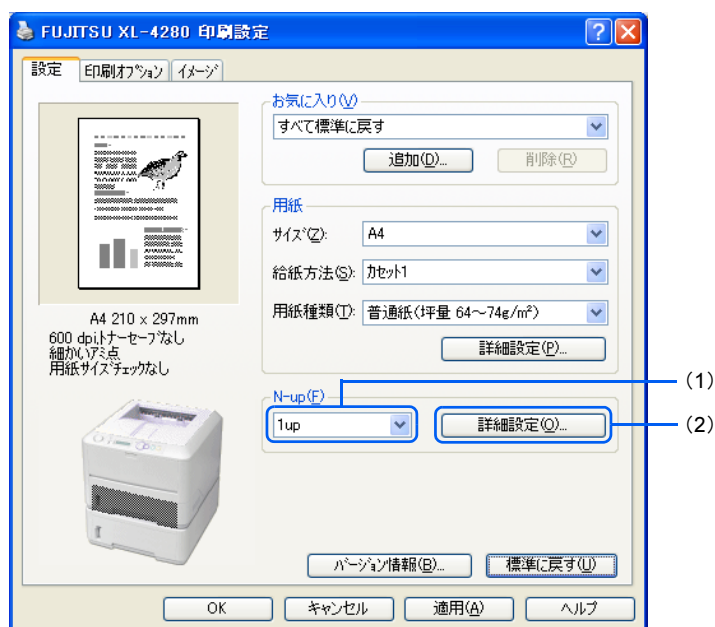 FUJITSU XL-4280 印刷設定
設定 印刷ｵﾌﾟｼｮﾝ ｲﾒｰｼﾞ
お気に入り(V)
すべて標準に戻す
追加(D)... 削除(R)
用紙
ｻｲｽﾞ(Z): A4
給紙方法(S): ｶｾｯﾄ1
用紙種類(T): 普通紙(坪量 64～74g/m²)
詳細設定(P)...
A4 210 x 297mm
600 dpi,ﾄﾅｰｾｰﾌﾞなし
細かいアミ点
用紙サイズチェックなし
N-up(F)
1up 詳細設定(O)...
(1)
(2)
ﾊﾞｰｼﾞｮﾝ情報(B)... 標準に戻す(U)
OK キャンセル 適用(A) ヘルプ